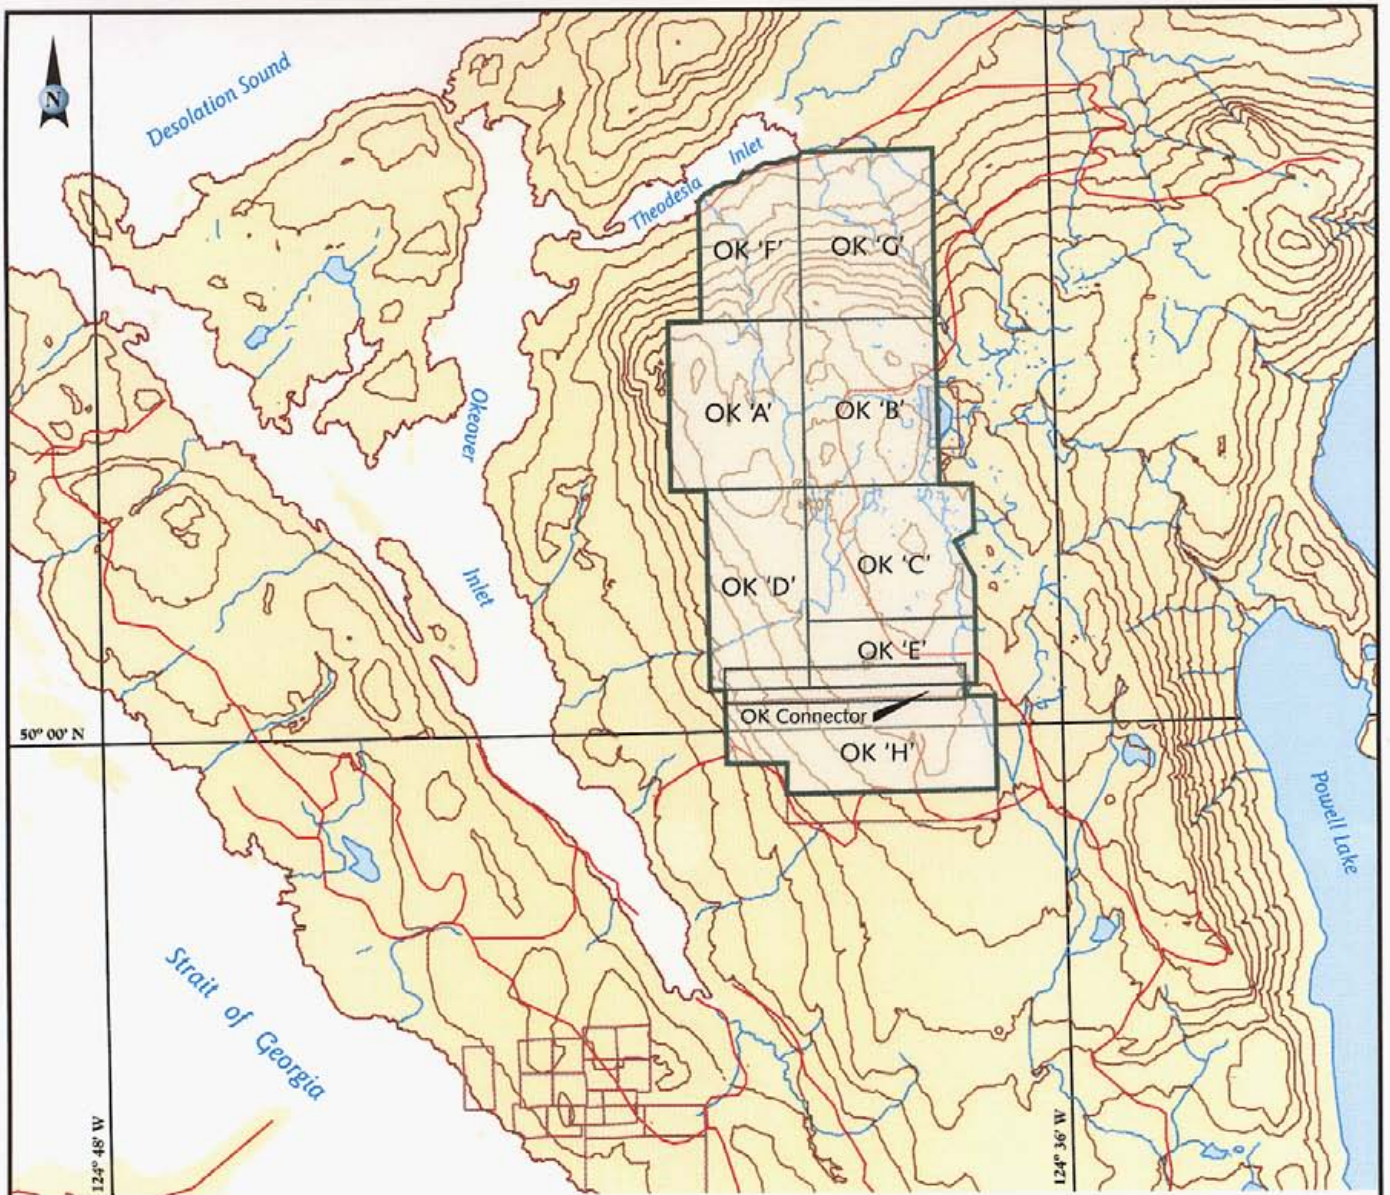 N
Desolation Sound
Theodesia Inlet
OK 'F'
OK 'G'
Okeover
Inlet
OK 'A'
OK 'B'
OK 'C'
OK 'D'
OK 'E'
OK Connector
OK 'H'
50° 00' N
Powell Lake
Strait of Georgia
124° 48' W
124° 36' W